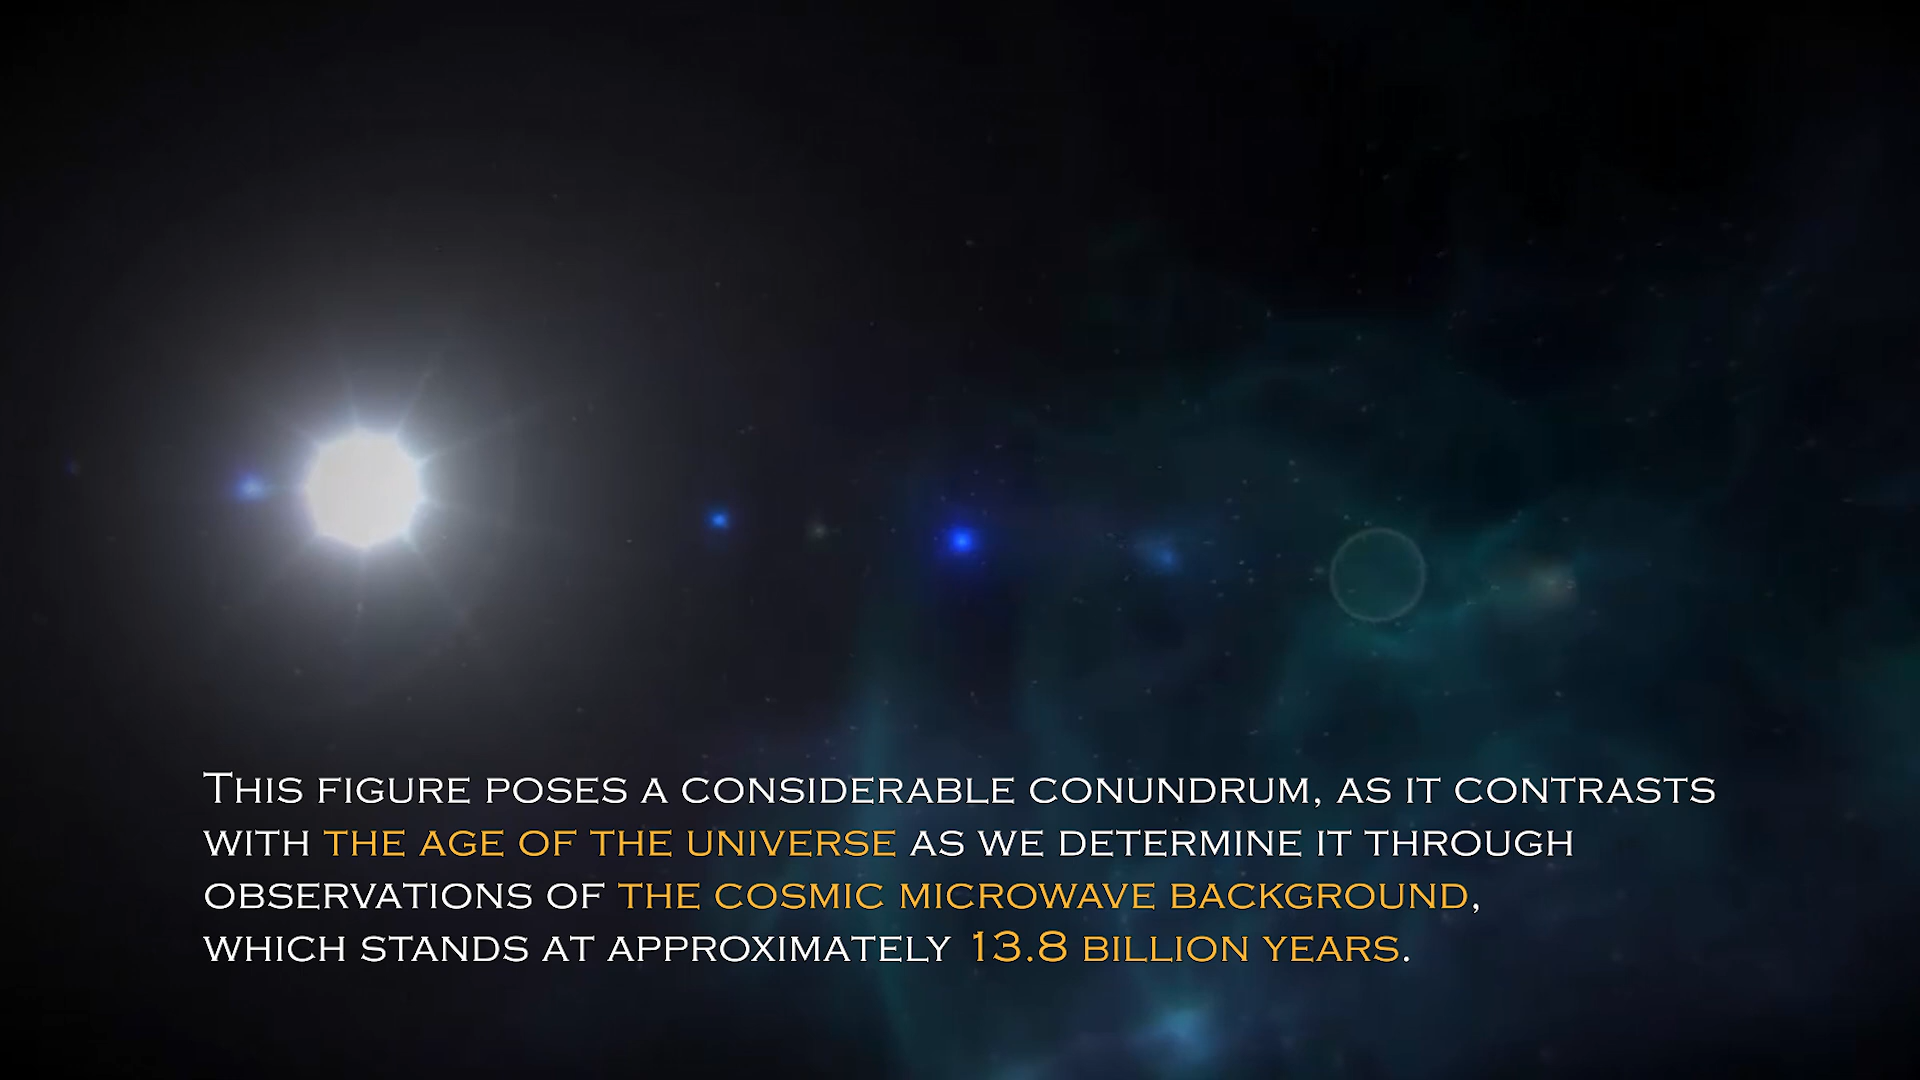 This figure poses a considerable conundrum, as it contrasts
with the age of the universe as we determine it through
observations of the cosmic microwave background,
which stands at approximately 13.8 billion years.